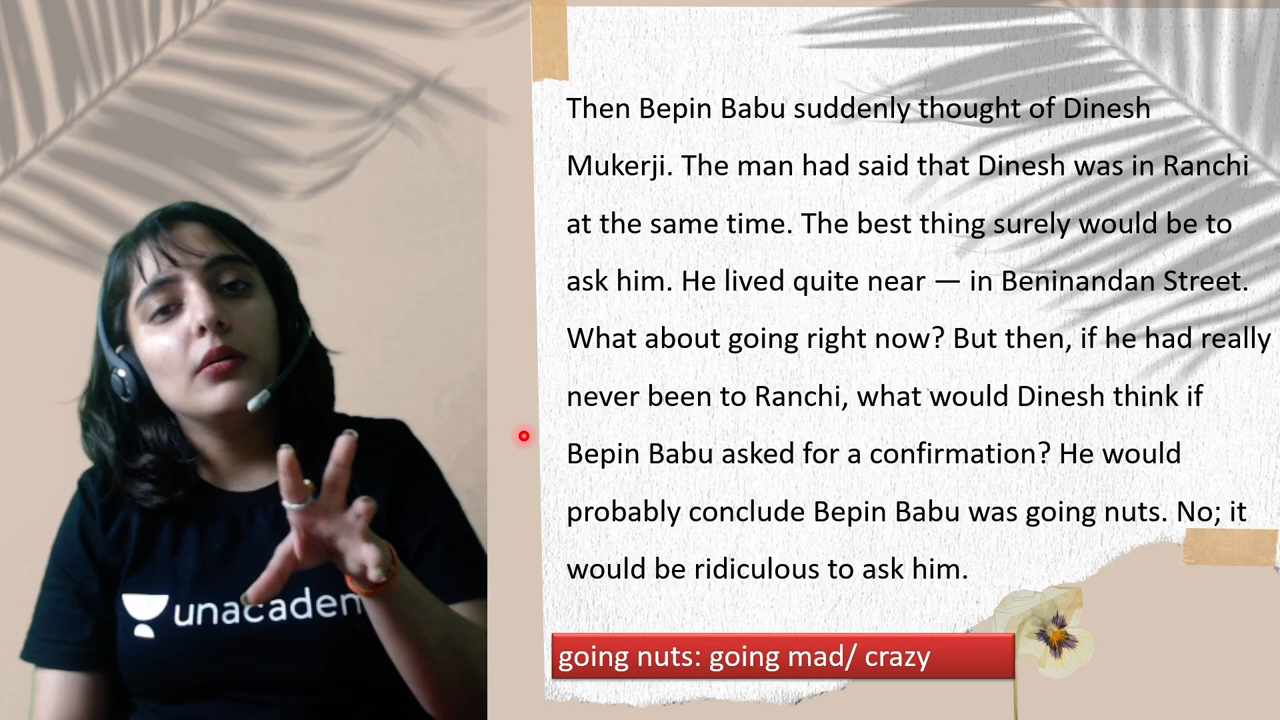 Then Bepin Babu suddenly thought of Dinesh
Mukerji. The man had said that Dinesh was in Ranchi
at the same time. The best thing surely would be to
ask him. He lived quite near — in Beninandan Street.
What about going right now? But then, if he had really
never been to Ranchi, what would Dinesh think if
Bepin Babu asked for a confirmation? He would
probably conclude Bepin Babu was going nuts. No; it
would be ridiculous to ask him.
going nuts: going mad/ crazy
unacadem